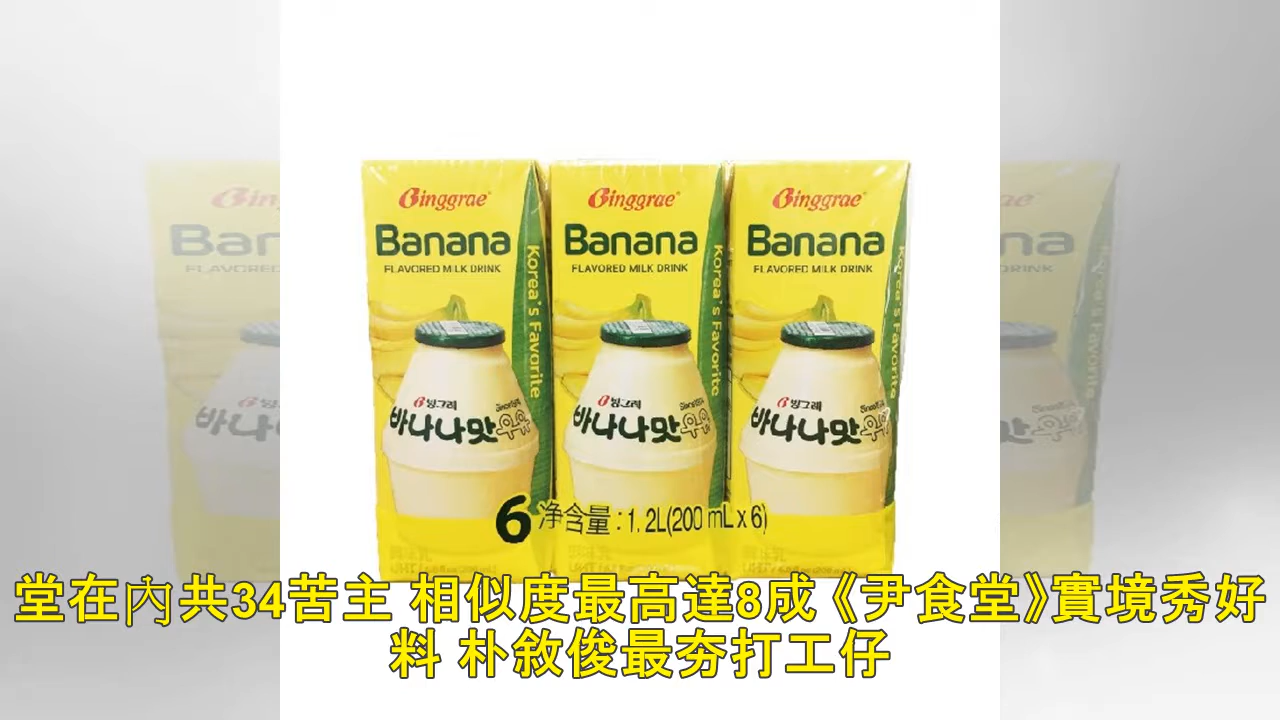 Binggrae Binggrae Binggrae
Banana Banana Banana
FLAVORED MILK DRINK FLAVORED MILK DRINK FLAVORED MILK DRINK
Korea's Favorite Korea's Favorite Korea's Favorite
빙그레 빙그레 빙그레
바나나맛우유 바나나맛우유 바나나맛우유
6 净含量:1.2L(200 mL x 6)
堂在內共34苦主 相似度最高達8成《尹食堂》實境秀好
料 朴敘俊最夯打工仔